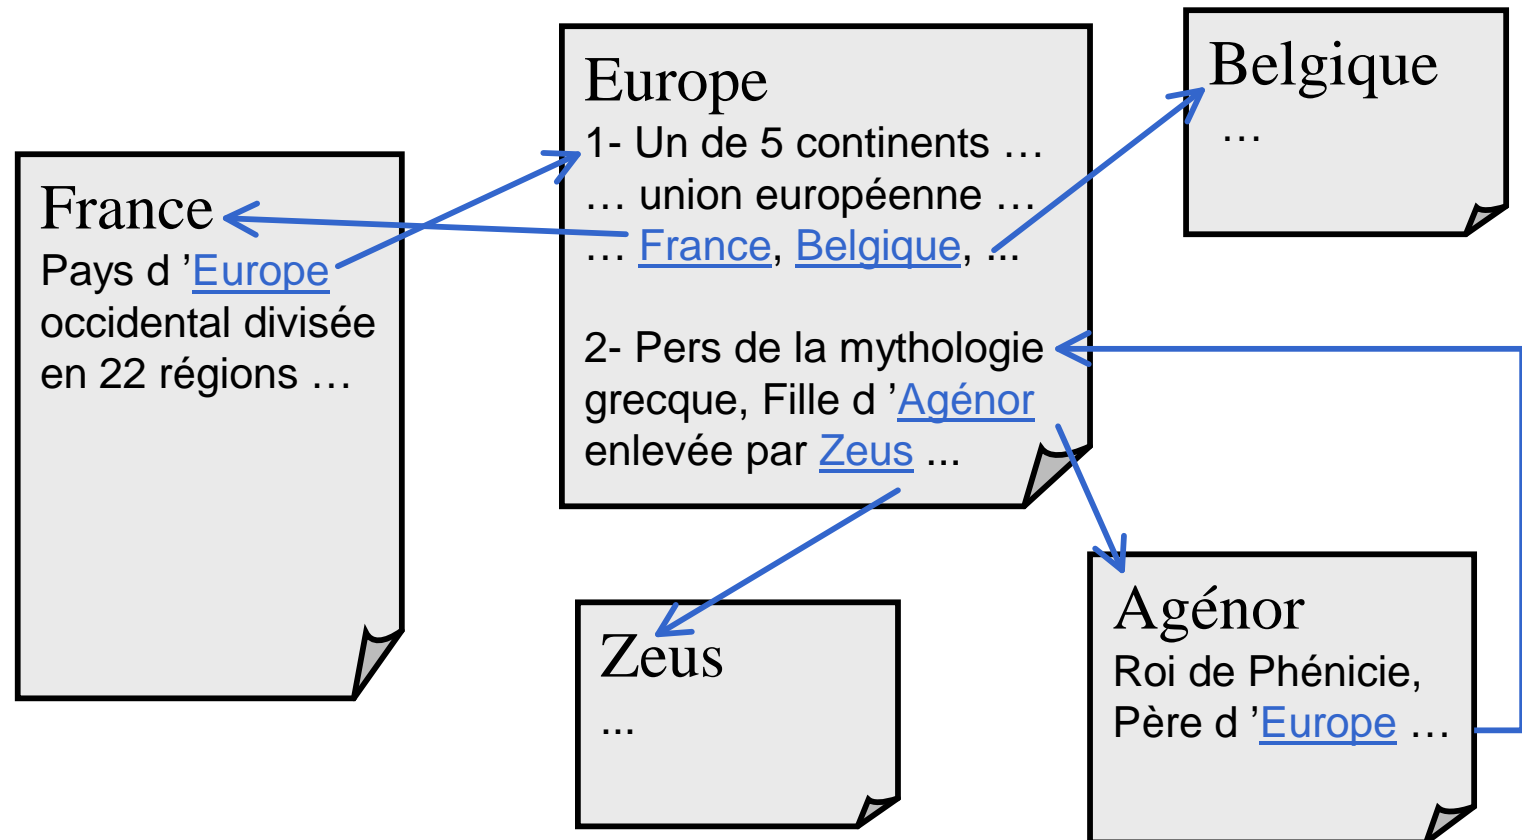 France
Pays d ’Europe
occidental divisée
en 22 régions …
Europe
1- Un de 5 continents …
… union européenne …
… France, Belgique, ...
2- Pers de la mythologie
grecque, Fille d ’Agénor
enlevée par Zeus ...
Belgique
…
Zeus
...
Agénor
Roi de Phénicie,
Père d ’Europe …